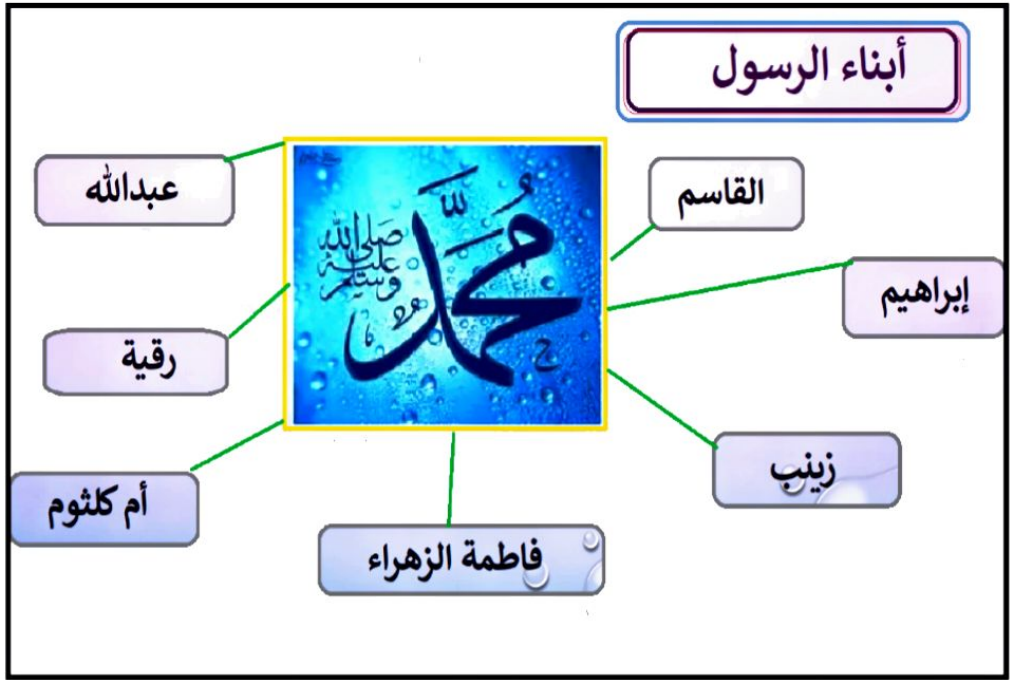 أبناء الرسول
القاسم
عبدالله
إبراهيم
محمد
صلى الله
عليه
وسلم
رقية
زينب
أم كلثوم
فاطمة الزهراء